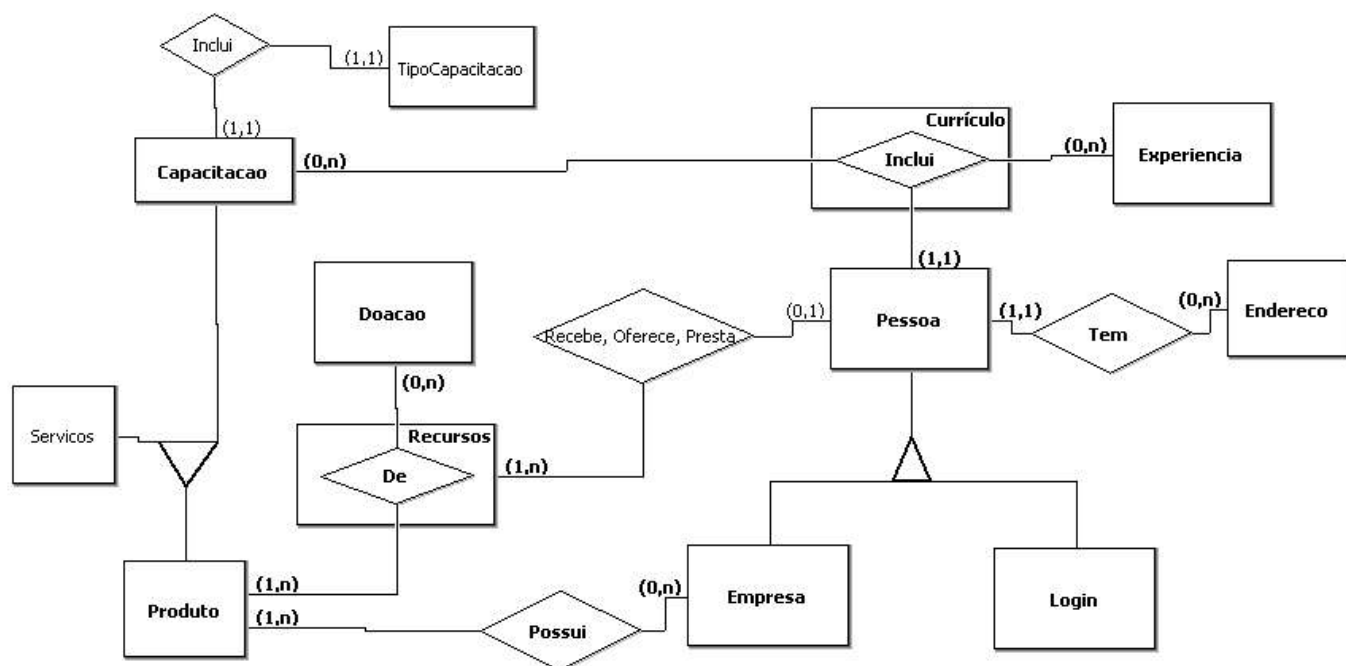 Inclui
(1,1)
TipoCapacitacao
(1,1)
Capacitacao
(0,n)
Currículo
Inclui
(0,n)
Experiencia
(1,1)
Pessoa
(1,1)
Tem
(0,n)
Endereco
Doacao
(0,n)
Recebe, Oferece, Presta
(0,1)
Servicos
Recursos
De
(1,n)
Produto
(1,n)
(1,n)
Possui
(0,n)
Empresa
Login